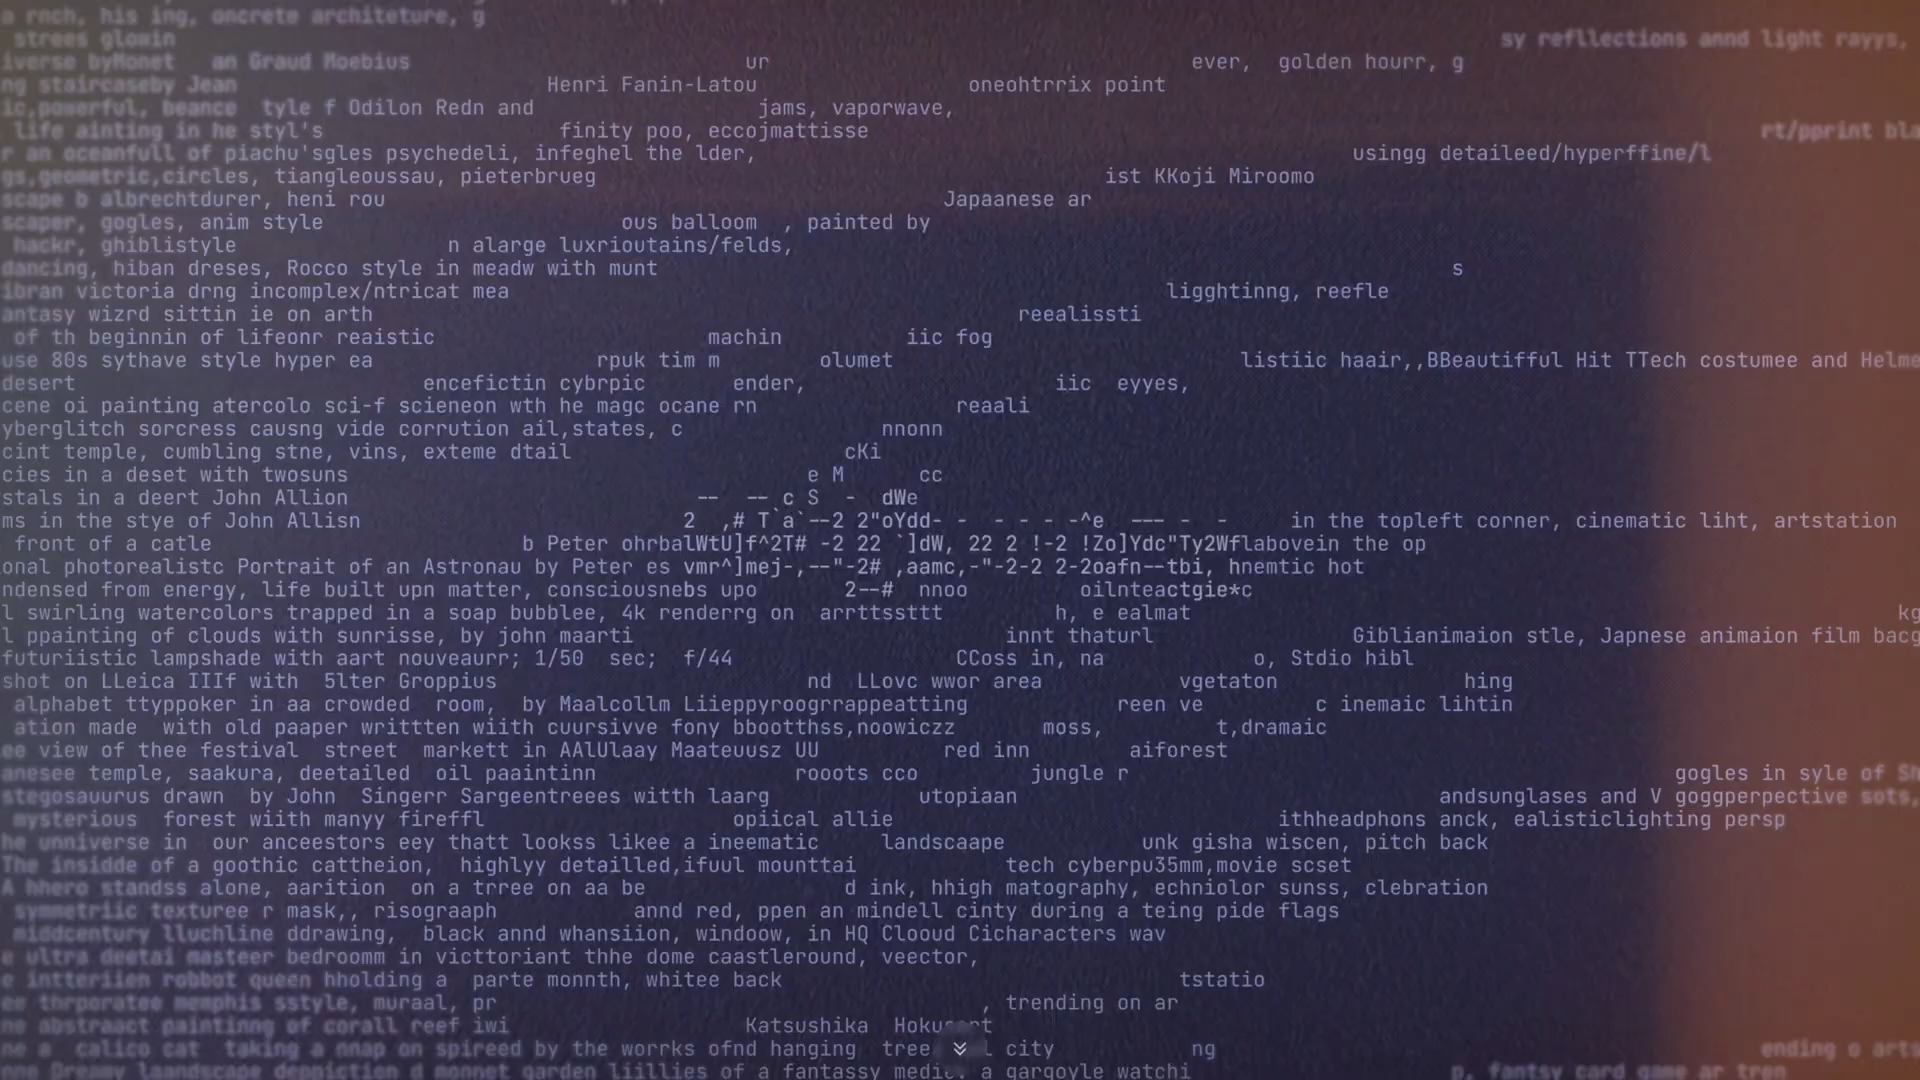 a rnch, his ing, oncrete architeture, g
strees glowin sy refllections annd light rayys,
iverse byMonet an Graud Moebius ur ever, golden hourr, g
ng staircaseby Jean Henri Fanin-Latou oneohtrrix point
ic,powerful, beance tyle f Odilon Redn and jams, vaporwave,
life ainting in he styl's finity poo, eccojmattisse rt/pprint bla
r an oceanfull of piachu'sgles psychedeli, infeghel the lder, usingg detaileed/hyperffine/l
gs,geometric,circles, tiangleoussau, pieterbrueg ist KKoji Miroomo
scape b albrechtdurer, heni rou Japaanese ar
scaper, gogles, anim style ous balloom , painted by
hackr, ghiblistyle n alarge luxrioutains/felds,
dancing, hiban dreses, Rocco style in meadw with munt s
ibran victoria drng incomplex/ntricat mea ligghtinng, reefle
antasy wizrd sittin ie on arth reealissti
of th beginnin of lifeonr reaistic machin iic fog
use 80s sythave style hyper ea rpuk tim m olumet listiic haair,,BBeautifful Hit TTech costumee and Helme
desert encefictin cybrpic ender, iic eyyes,
cene oi painting atercolo sci-f scieneon wth he magc ocane rn reaali
yberglitch sorcress causng vide corrution ail,states, c nnonn
cint temple, cumbling stne, vins, exteme dtail cKi
cies in a deset with twosuns e M cc
stals in a deert John Allion -- -- c S - dWe
ms in the stye of John Allisn 2 ,# T`a`--2 2"oYdd- - - - - -^e --- - - in the topleft corner, cinematic liht, artstation
front of a catle b Peter ohrbalWtU]f^2T# -2 22 `]dW, 22 2 !-2 !Zo]Ydc"Ty2Wflabovein the op
onal photorealistc Portrait of an Astronau by Peter es vmr^]mej-,--"-2# ,aamc,-"-2-2 2-2oafn--tbi, hnemtic hot
ndensed from energy, life built upn matter, consciousnebs upo 2--# nnoo oilnteactgie*c
l swirling watercolors trapped in a soap bubblee, 4k renderrg on arrttssttt h, e ealmat kg
l ppainting of clouds with sunrisse, by john maarti innt thaturl Giblianimaion stle, Japnese animaion film bacg
futuriistic lampshade with aart nouveaurr; 1/50 sec; f/44 CCoss in, na o, Stdio hibl
shot on LLeica IIIf with 5lter Groppius nd LLovc wwor area vgetaton hing
alphabet ttyppoker in aa crowded room, by Maalcollm Liieppyroogrrappeatting reen ve c inemaic lihtin
ation made with old paaper writtten wiith cuursivve fony bbootthss,noowiczz moss, t,dramaic
ee view of thee festival street markett in AAlUlaay Maateuusz UU red inn aiforest
anesee temple, saakura, deetailed oil paaintinn rooots cco jungle r gogles in syle of Sh
stegosauurus drawn by John Singerr Sargeentreees witth laarg utopiaan andsunglases and V goggperpective sots,
mysterious forest wiith manyy fireffl opiical allie ithheadphons anck, ealisticlighting persp
he unniverse in our anceestors eey thatt lookss likee a ineematic landscaape unk gisha wiscen, pitch back
The insidde of a goothic cattheion, highlyy detailled,ifuul mounttai tech cyberpu35mm,movie scset
A hhero standss alone, aarition on a trree on aa be d ink, hhigh matography, echniolor sunss, clebration
symmetriic texturee r mask,, risograaph annd red, ppen an mindell cinty during a teing pide flags
middcentury lluchline ddrawing, black annd whansiion, windoow, in HQ Clooud Cicharacters wav
e ultra deetai masteer bedroomm in victtoriant thhe dome caastleround, veector,
e intteriien robbot queen hholding a parte monnth, whitee back tstatio
ee thrporatee memphis sstyle, muraal, pr , trending on ar
ne abstraact paintinng of corall reef iwi Katsushika Hokusort
ne a calico cat taking a nnap on spireed by the worrks ofnd hanging tree city ng ending o arts
nnn Dreamy laandscape depniction d monnet garden liillies of a fantassy medic. a gargoyle watchi p, fantsy card game ar tren